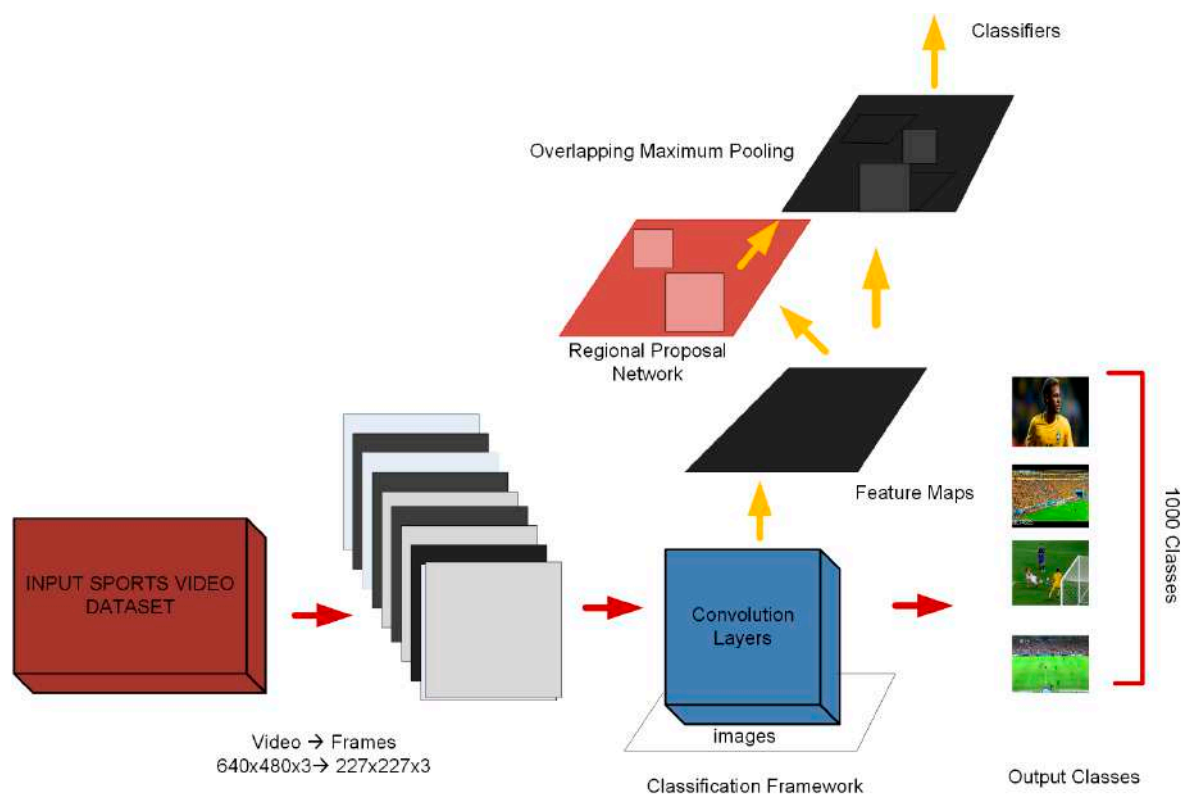 Classifiers
Overlapping Maximum Pooling
Regional Proposal
Network
Feature Maps
INPUT SPORTS VIDEO
DATASET
Convolution
Layers
images
Video → Frames
640x480x3→ 227x227x3
Classification Framework
Output Classes
1000 Classes